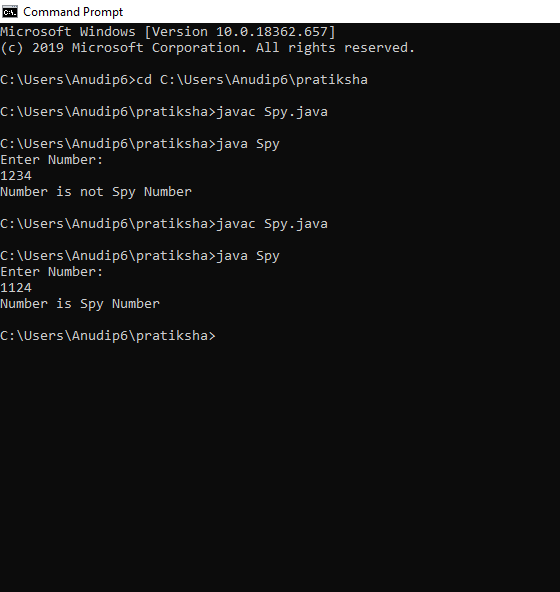 Command Prompt
Microsoft Windows [Version 10.0.18362.657]
(c) 2019 Microsoft Corporation. All rights reserved.
C:\Users\Anudip6>cd C:\Users\Anudip6\pratiksha
C:\Users\Anudip6\pratiksha>javac Spy.java
C:\Users\Anudip6\pratiksha>java Spy
Enter Number:
1234
Number is not Spy Number
C:\Users\Anudip6\pratiksha>javac Spy.java
C:\Users\Anudip6\pratiksha>java Spy
Enter Number:
1124
Number is Spy Number
C:\Users\Anudip6\pratiksha>